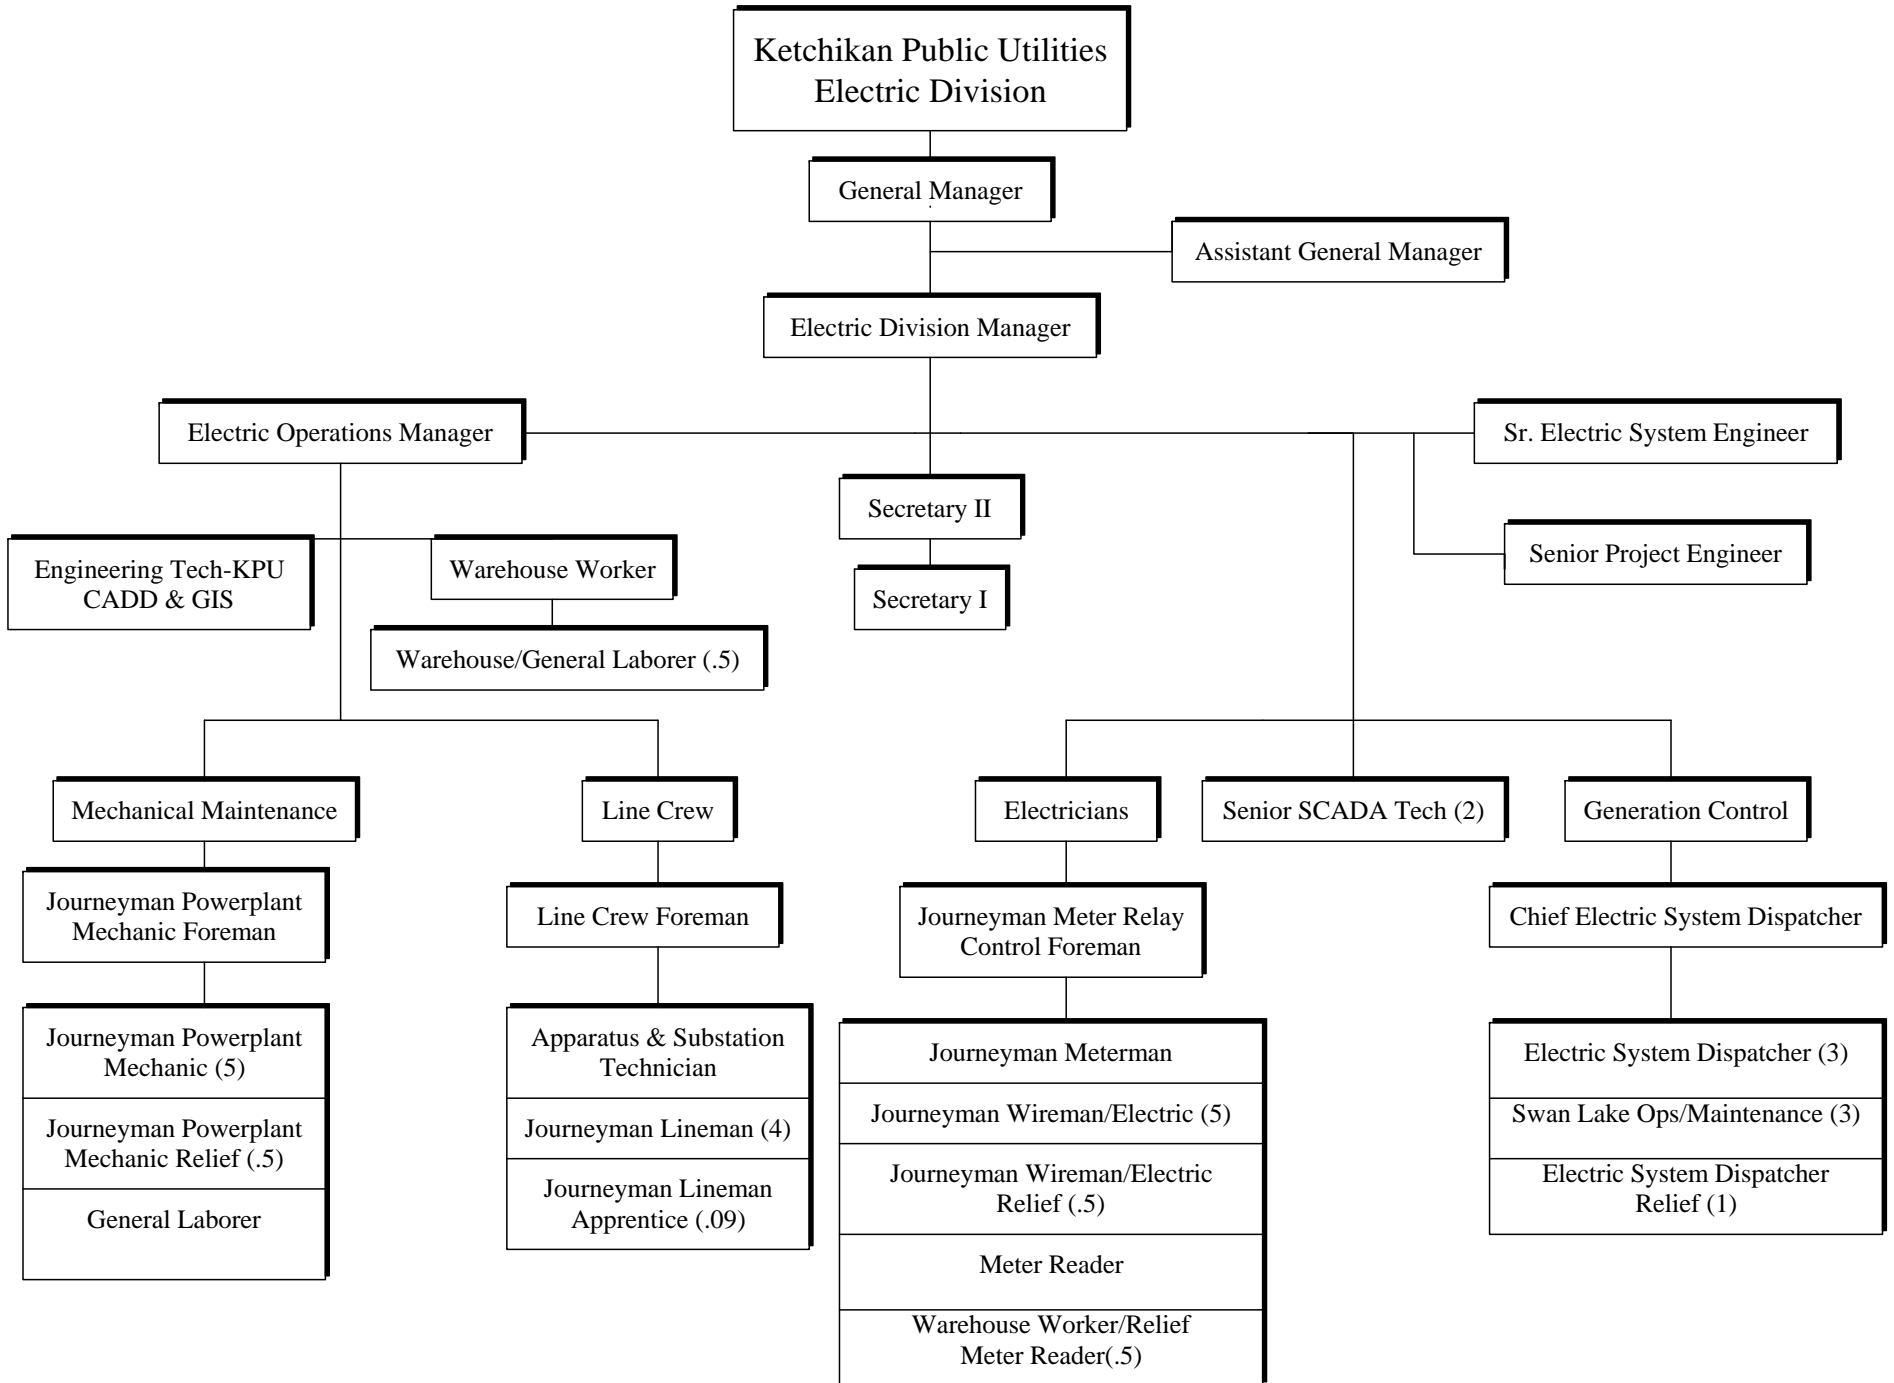 Ketchikan Public Utilities
Electric Division
General Manager
Assistant General Manager
Electric Division Manager
Electric Operations Manager
Sr. Electric System Engineer
Secretary II
Senior Project Engineer
Engineering Tech-KPU
CADD & GIS
Warehouse Worker
Secretary I
Warehouse/General Laborer (.5)
Mechanical Maintenance
Line Crew
Electricians
Senior SCADA Tech (2)
Generation Control
Journeyman Powerplant
Mechanic Foreman
Line Crew Foreman
Journeyman Meter Relay
Control Foreman
Chief Electric System Dispatcher
Journeyman Powerplant
Mechanic (5)
Journeyman Powerplant
Mechanic Relief (.5)
General Laborer
Apparatus & Substation
Technician
Journeyman Lineman (4)
Journeyman Lineman
Apprentice (.09)
Journeyman Meterman
Journeyman Wireman/Electric (5)
Journeyman Wireman/Electric
Relief (.5)
Meter Reader
Warehouse Worker/Relief
Meter Reader(.5)
Electric System Dispatcher (3)
Swan Lake Ops/Maintenance (3)
Electric System Dispatcher
Relief (1)